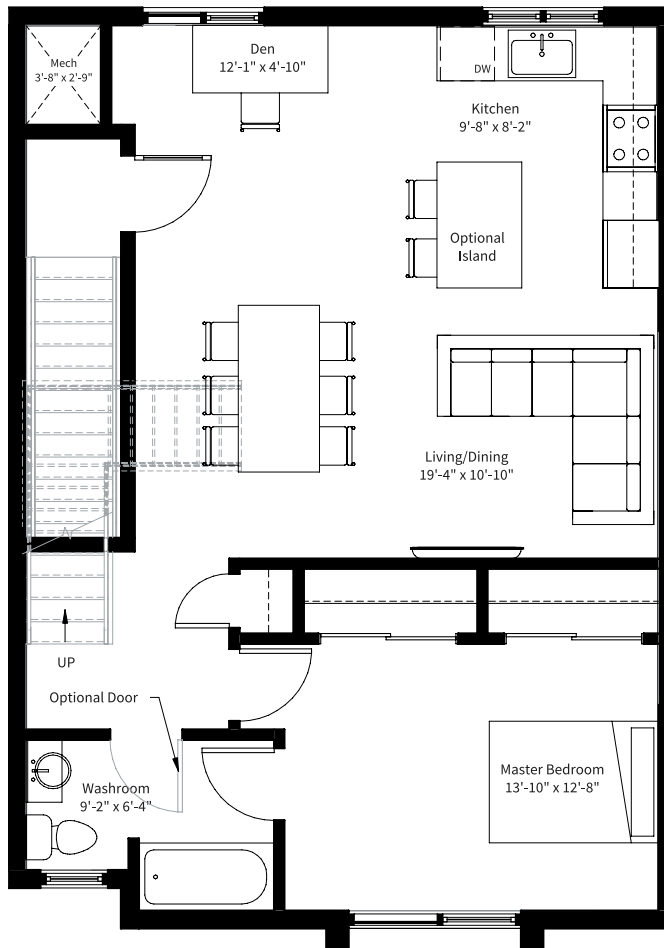 Mech
3'-8" x 2'-9"
Den
12'-1" x 4'-10"
DW
Kitchen
9'-8" x 8'-2"
Optional
Island
Living/Dining
19'-4" x 10'-10"
UP
Optional Door
Washroom
9'-2" x 6'-4"
Master Bedroom
13'-10" x 12'-8"